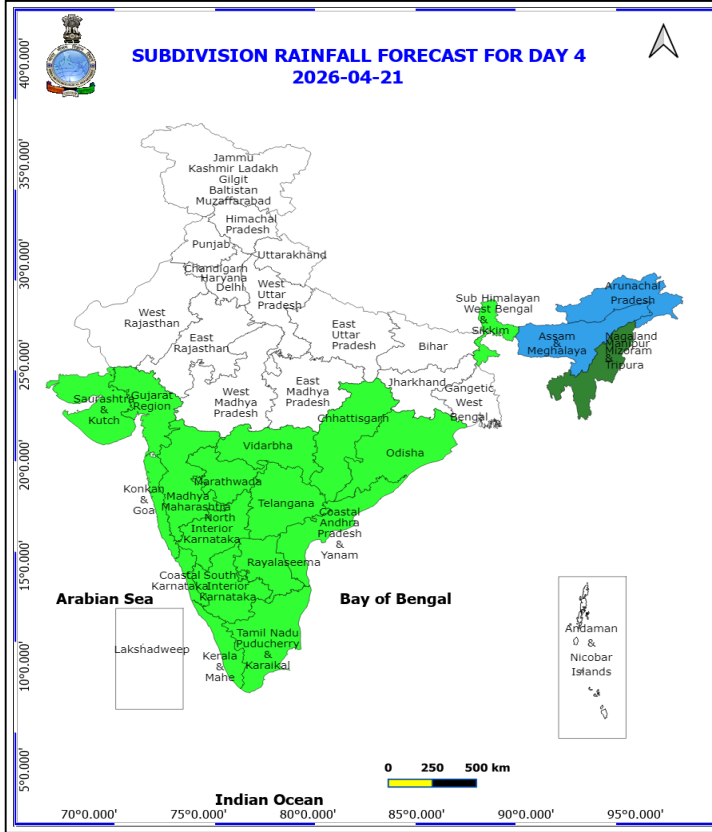 SUBDIVISION RAINFALL FORECAST FOR DAY 4
2026-04-21
40°0.000'
35°0.000'
30°0.000'
25°0.000'
20°0.000'
15°0.000'
10°0.000'
5°0.000'
Jammu
Kashmir Ladakh
Gilgit
Baltistan
Muzaffarabad
Himachal
Pradesh
Punjab
Uttarakhand
Chandigarh
Haryana
Delhi
West
Uttar
Pradesh
West
Rajasthan
East
Rajasthan
East
Uttar
Pradesh
Bihar
Sub Himalayan
West Bengal
&
Sikkim
Arunachal
Pradesh
Assam
&
Meghalaya
Nagaland
Manipur
Mizoram
&
Tripura
Saurashtra
&
Kutch
Gujarat
Region
West
Madhya
Pradesh
East
Madhya
Pradesh
Jharkhand
Gangetic
West
Bengal
Chhattisgarh
Odisha
Vidarbha
Konkan
&
Goa
Madhya
Maharashtra
Marathwada
Telangana
North
Interior
Karnataka
Coastal
Andhra
Pradesh
&
Yanam
Rayalaseema
Coastal
Karnataka
South
Interior
Karnataka
Arabian Sea
Bay of Bengal
Lakshadweep
Kerala
&
Mahe
Tamil Nadu
Puducherry
&
Karaikal
Andaman
&
Nicobar
Islands
0 250 500 km
Indian Ocean
70°0.000' 75°0.000' 80°0.000' 85°0.000' 90°0.000' 95°0.000'